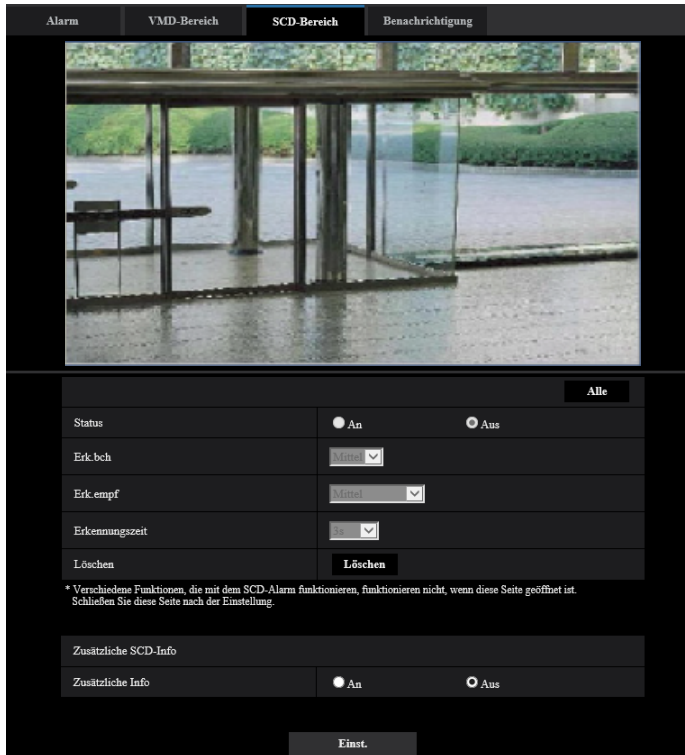 Alarm VMD-Bereich SCD-Bereich Benachrichtigung
Alle
Status An Aus
Erk.bch Mittel
Erk.empf Mittel
Erkennungszeit 3s
Löschen Löschen
* Verschiedene Funktionen, die mit dem SCD-Alarm funktionieren, funktionieren nicht, wenn diese Seite geöffnet ist.
Schließen Sie diese Seite nach der Einstellung.
Zusätzliche SCD-Info
Zusätzliche Info An Aus
Einst.